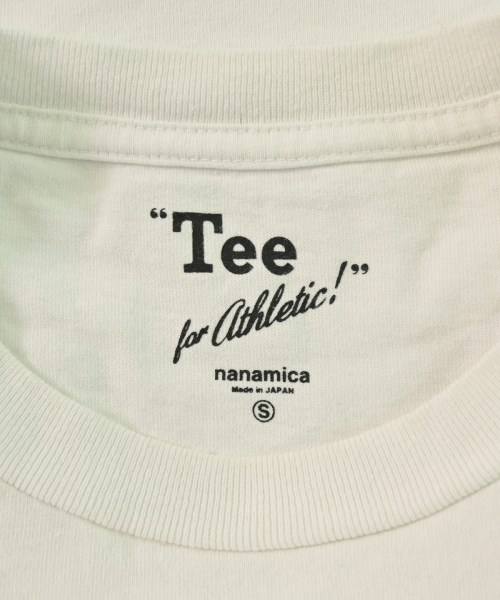 “Tee
for Athletic!”
nanamica
Made in JAPAN
S